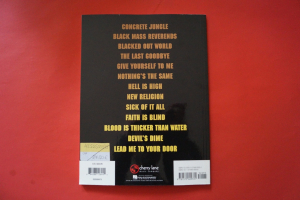 CONCRETE JUNGLE
BLACK MASS REVERENDS
BLACKER OUT WORLD
THE LAST GOODBYE
GIVE YOURSELF TO ME
NOTHING'S THE SAME
HELL IS HIGH
NEW RELIGION
SICK OF IT ALL
FAITH IS BLIND
BLOOD IS THICKER THAN WATER
DEVIL'S DIME
LEAD ME TO YOUR DOOR
cherry lane